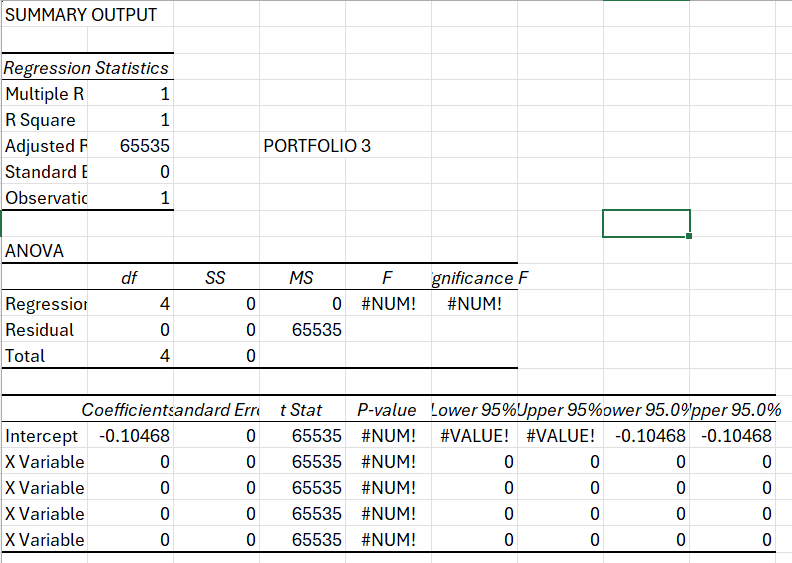 SUMMARY OUTPUT
Regression Statistics
Multiple R 1
R Square 1
Adjusted R 65535 PORTFOLIO 3
Standard E 0
Observatic 1
ANOVA
df SS MS F gnificance F
Regression 4 0 0 #NUM! #NUM!
Residual 0 0 65535
Total 4 0
Coefficients andard Erro t Stat P-value Lower 95% Upper 95% ower 95.0% pper 95.0%
Intercept -0.10468 0 65535 #NUM! #VALUE! #VALUE! -0.10468 -0.10468
X Variable 0 0 65535 #NUM! 0 0 0 0
X Variable 0 0 65535 #NUM! 0 0 0 0
X Variable 0 0 65535 #NUM! 0 0 0 0
X Variable 0 0 65535 #NUM! 0 0 0 0